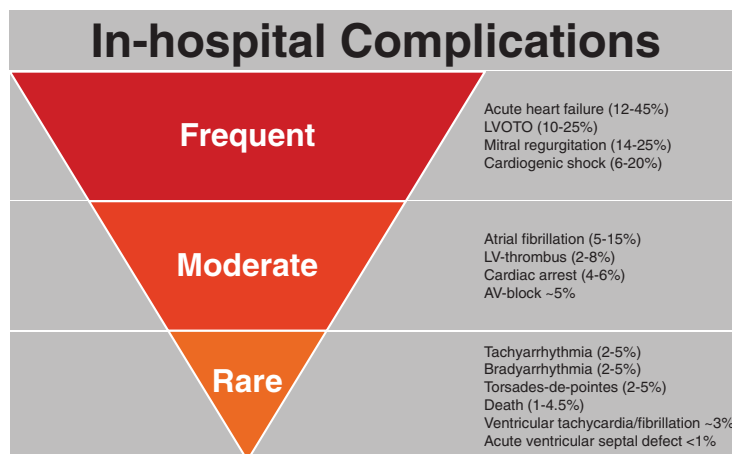 In-hospital Complications
Frequent
Acute heart failure (12-45%)
LVOTO (10-25%)
Mitral regurgitation (14-25%)
Cardiogenic shock (6-20%)
Moderate
Atrial fibrillation (5-15%)
LV-thrombus (2-8%)
Cardiac arrest (4-6%)
AV-block ~5%
Rare
Tachyarrhythmia (2-5%)
Bradyarrhythmia (2-5%)
Torsades-de-pointes (2-5%)
Death (1-4.5%)
Ventricular tachycardia/fibrillation ~3%
Acute ventricular septal defect <1%